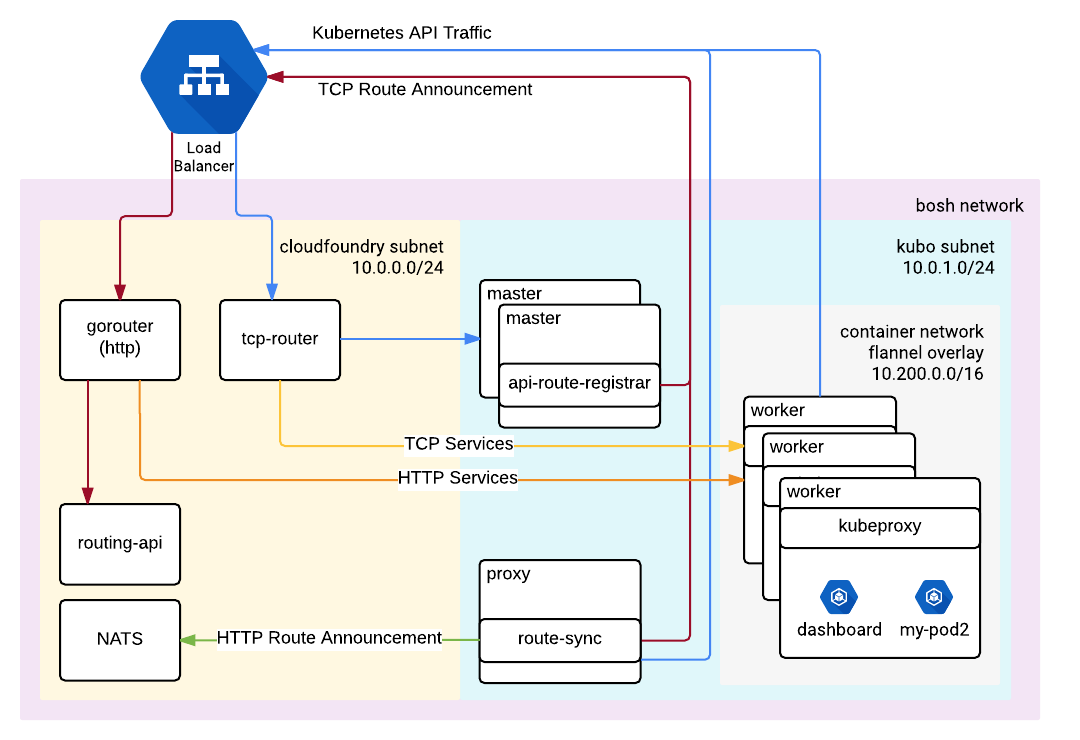 Kubernetes API Traffic
TCP Route Announcement
Load
Balancer
bosh network
cloudfoundry subnet
10.0.0.0/24
kubo subnet
10.0.1.0/24
gorouter
(http)
tcp-router
master
master
api-route-registrar
container network
flannel overlay
10.200.0.0/16
worker
worker
worker
kubeproxy
dashboard
my-pod2
TCP Services
HTTP Services
routing-api
proxy
route-sync
NATS
HTTP Route Announcement